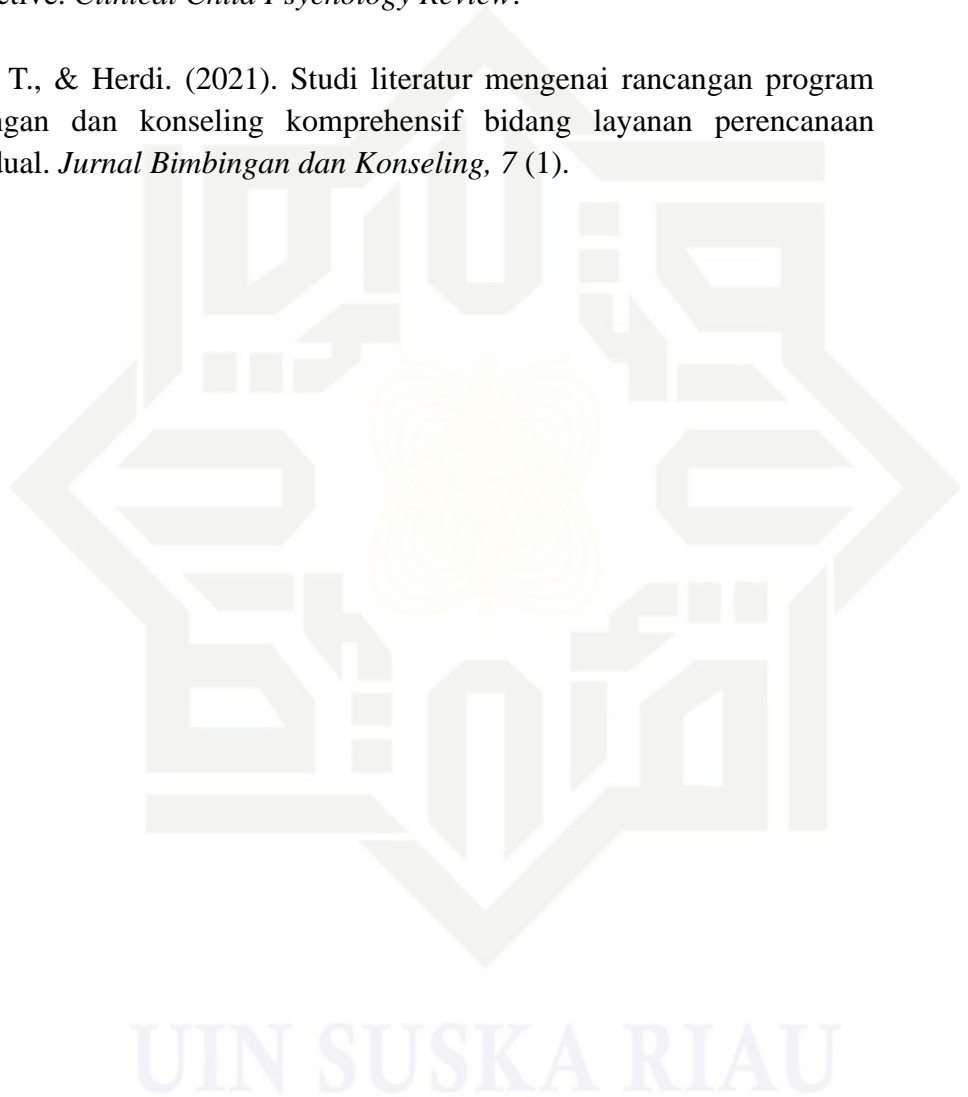 ctive. Clinical Child Psychology Review.
T., & Herdi. (2021). Studi literatur mengenai rancangan program
ngan dan konseling komprehensif bidang layanan perencanaan
dual. Jurnal Bimbingan dan Konseling, 7 (1).
UIN SUSKA RIAU